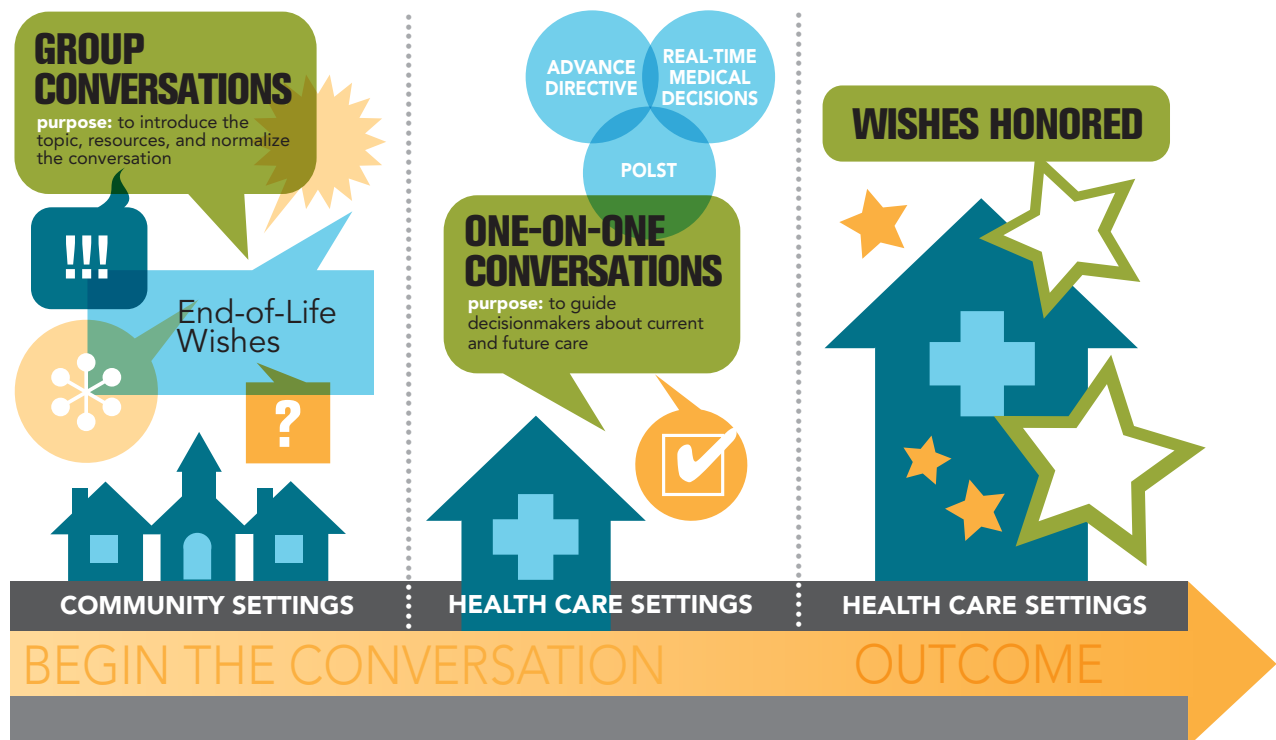 GROUP
CONVERSATIONS
purpose: to introduce the
topic, resources, and normalize
the conversation
!!!
End-of-Life
Wishes
?
COMMUNITY SETTINGS
ADVANCE
DIRECTIVE
REAL-TIME
MEDICAL
DECISIONS
POLST
ONE-ON-ONE
CONVERSATIONS
purpose: to guide
decisionmakers about current
and future care
HEALTH CARE SETTINGS
WISHES HONORED
HEALTH CARE SETTINGS
BEGIN THE CONVERSATION
OUTCOME